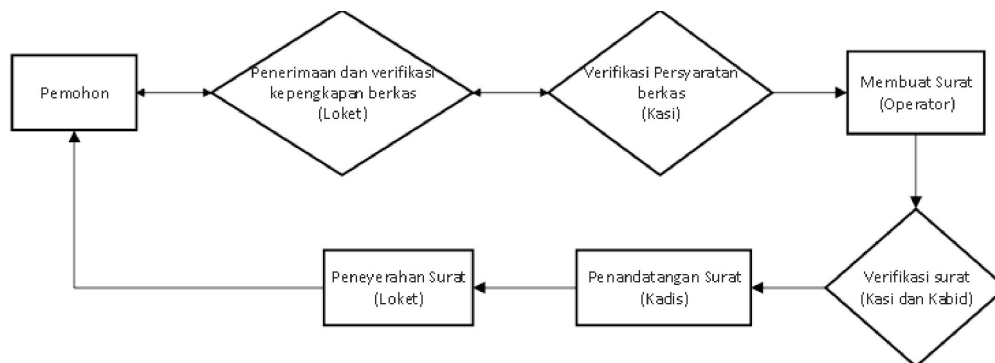 Pemohon
Penerimaan dan verifikasi
kepengkapan berkas
(Loket)
Verifikasi Persyaratan
berkas
(Kasi)
Membuat Surat
(Operator)
Verifikasi surat
(Kasi dan Kabid)
Penandatangan Surat
(Kadis)
Peneyerahan Surat
(Loket)